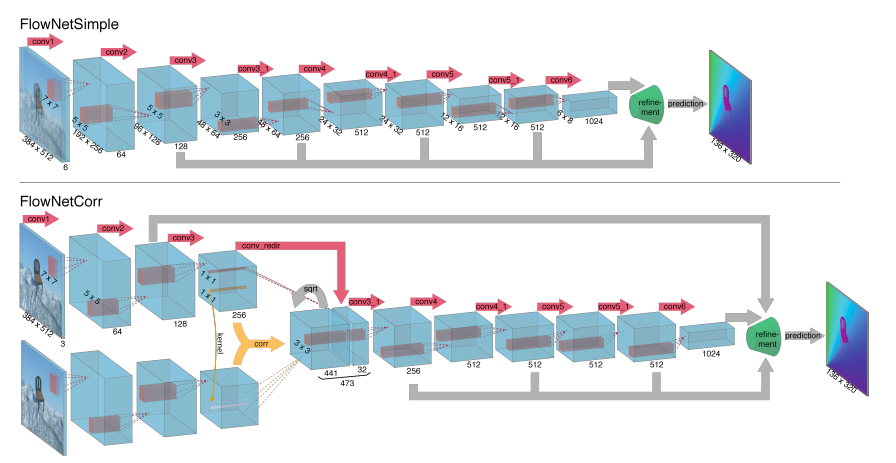 FlowNetSimple
conv1
conv2
conv3
conv3_1
conv4
conv4_1
conv5
conv5_1
conv6
7 x 7
5 x 5
5 x 5
3 x 3
384 x 512
192 x 256
96 x 128
48 x 64
48 x 64
24 x 32
24 x 32
12 x 16
12 x 16
6 x 8
6
64
128
256
256
512
512
512
512
1024
refine-
ment
prediction
136 x 320
FlowNetCorr
conv1
conv2
conv3
conv_redir
sqrt
conv3_1
conv4
conv4_1
conv5
conv5_1
conv6
7 x 7
5 x 5
1 x 1
1 x 1
384 x 512
3
64
128
256
kernel
corr
3 x 3
441
32
473
256
512
512
512
512
1024
refine-
ment
prediction
136 x 320